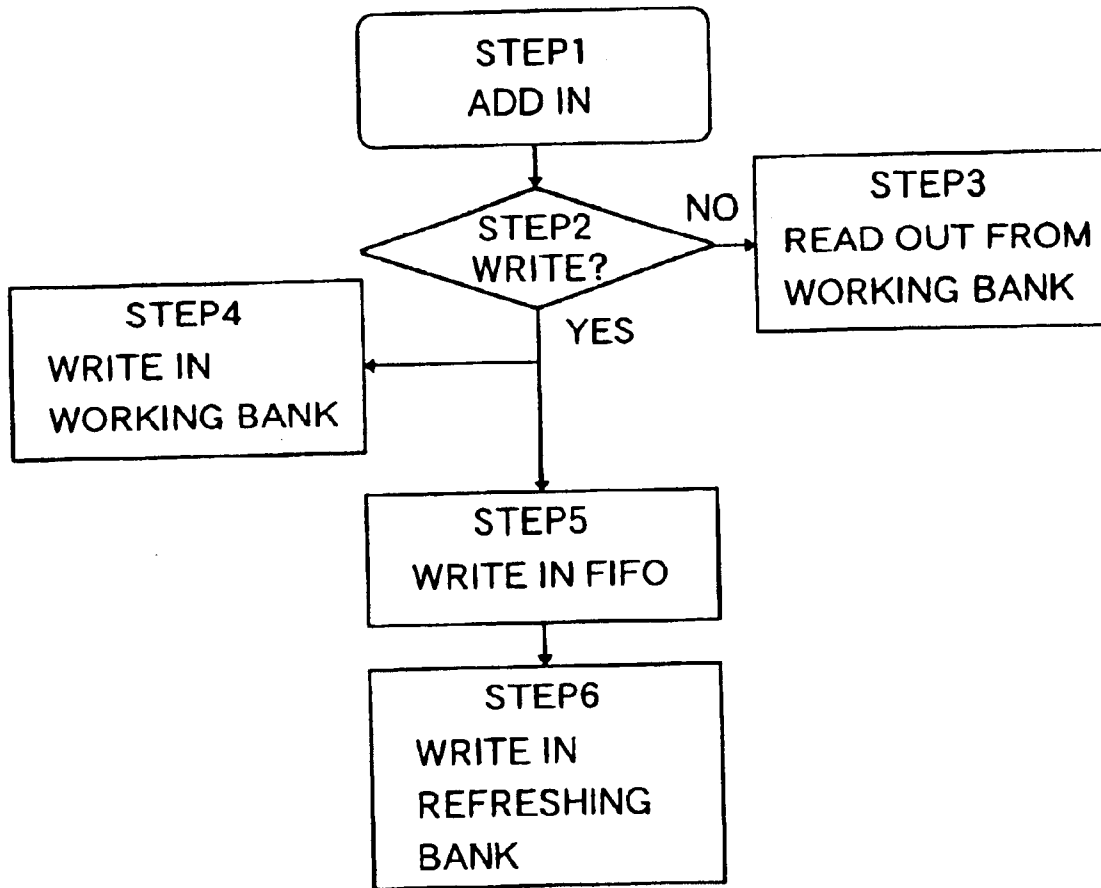 STEP1
ADD IN
STEP2
WRITE?
NO
STEP3
READ OUT FROM
WORKING BANK
YES
STEP4
WRITE IN
WORKING BANK
STEP5
WRITE IN FIFO
STEP6
WRITE IN
REFRESHING
BANK